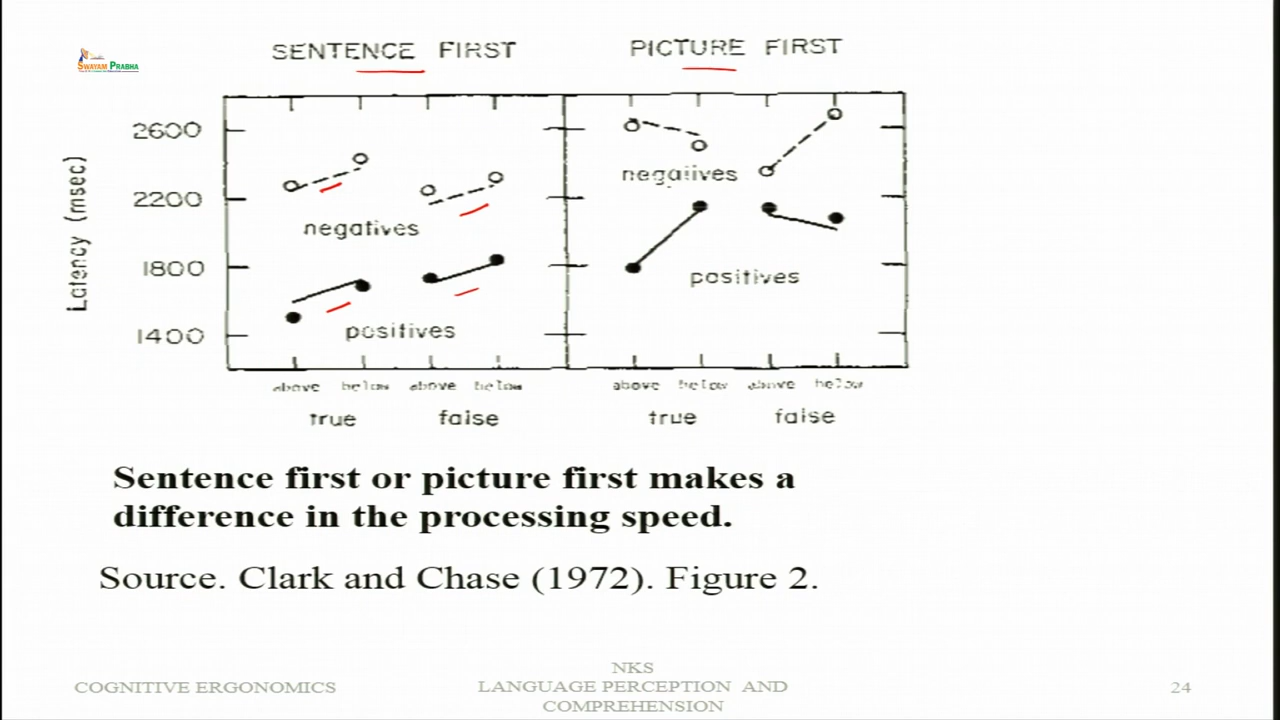 SWAYAM PRABHA
SENTENCE FIRST PICTURE FIRST
2600
2200
1800
1400
Latency (msec)
negatives
positives
negatives
positives
above below above below above below above below
true false true false
Sentence first or picture first makes a
difference in the processing speed.
Source. Clark and Chase (1972). Figure 2.
COGNITIVE ERGONOMICS
NKS
LANGUAGE PERCEPTION AND
COMPREHENSION
24